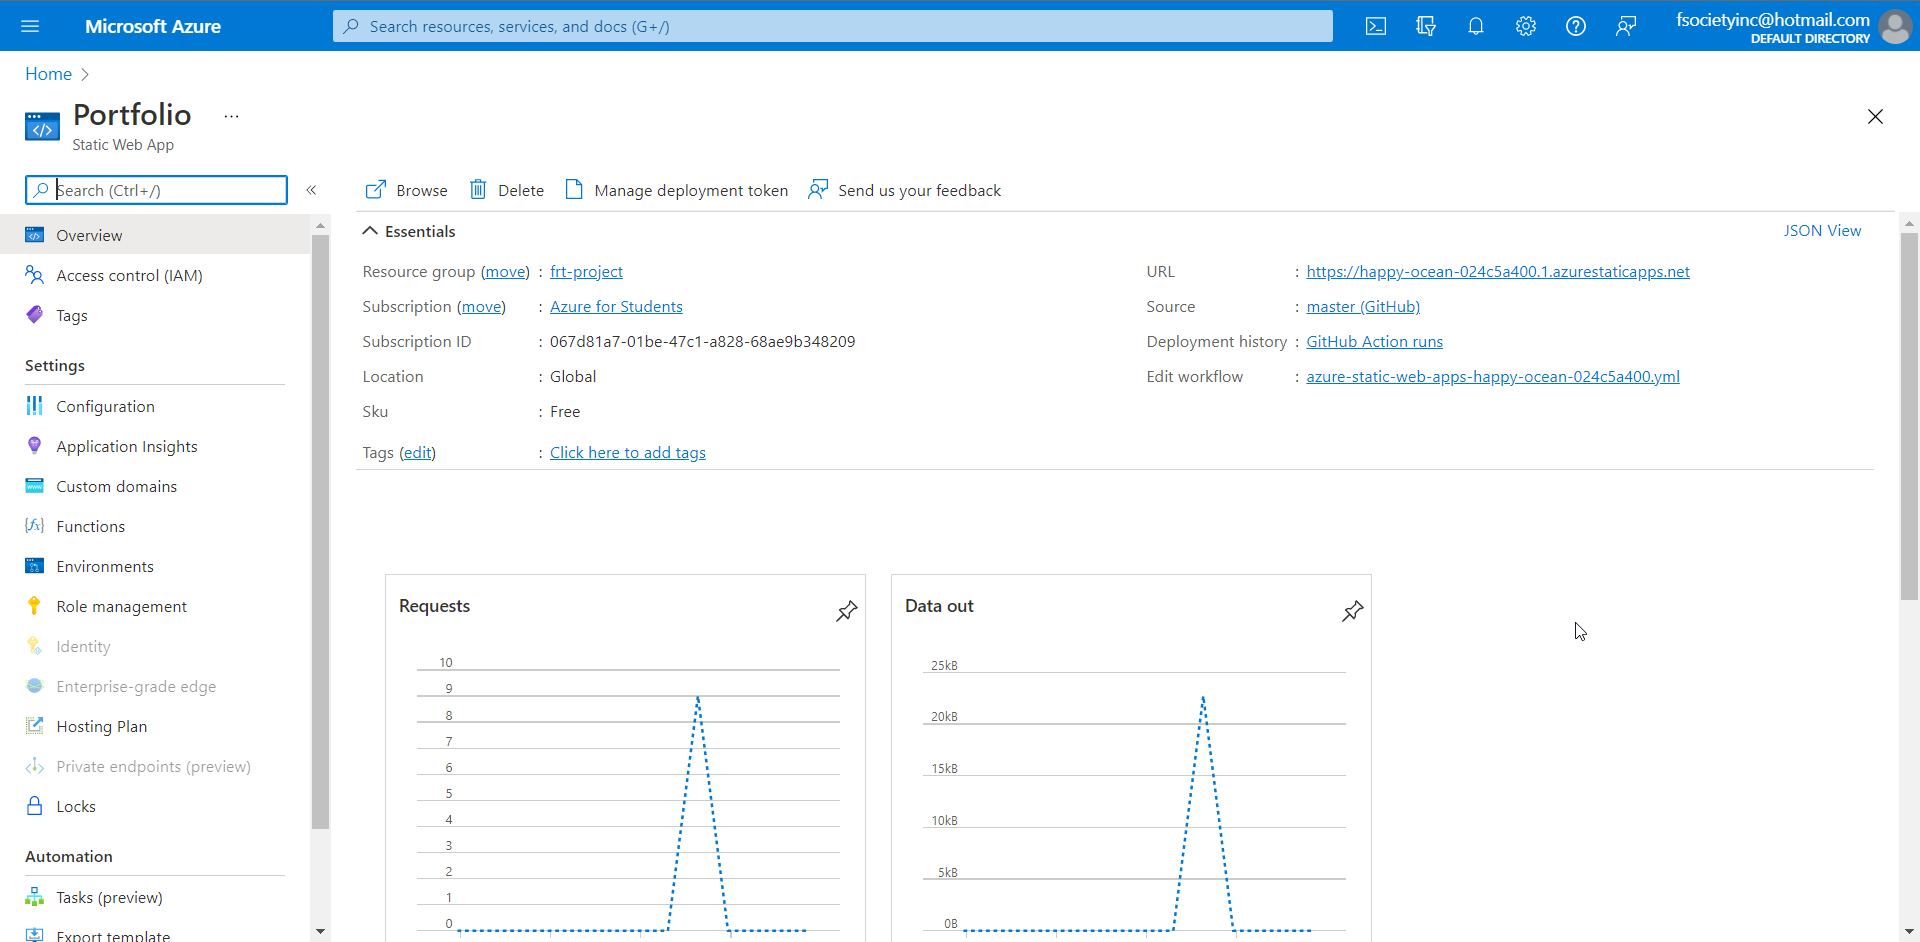 Microsoft Azure
Search resources, services, and docs (G+/)
fsocietyinc@hotmail.com
DEFAULT DIRECTORY
Home
Portfolio
...
Static Web App
Search (Ctrl+/)
«
Browse
Delete
Manage deployment token
Send us your feedback
Overview
Access control (IAM)
Tags
Settings
Configuration
Application Insights
Custom domains
Functions
Environments
Role management
Identity
Enterprise-grade edge
Hosting Plan
Private endpoints (preview)
Locks
Automation
Tasks (preview)
Export template
Essentials
JSON View
Resource group (move) : frt-project
Subscription (move) : Azure for Students
Subscription ID : 067d81a7-01be-47c1-a828-68ae9b348209
Location : Global
Sku : Free
Tags (edit) : Click here to add tags
URL : https://happy-ocean-024c5a400.1.azurestaticapps.net
Source : master (GitHub)
Deployment history : GitHub Action runs
Edit workflow : azure-static-web-apps-happy-ocean-024c5a400.yml
Requests
10
9
8
7
6
5
4
3
2
1
0
Data out
25kB
20kB
15kB
10kB
5kB
0B